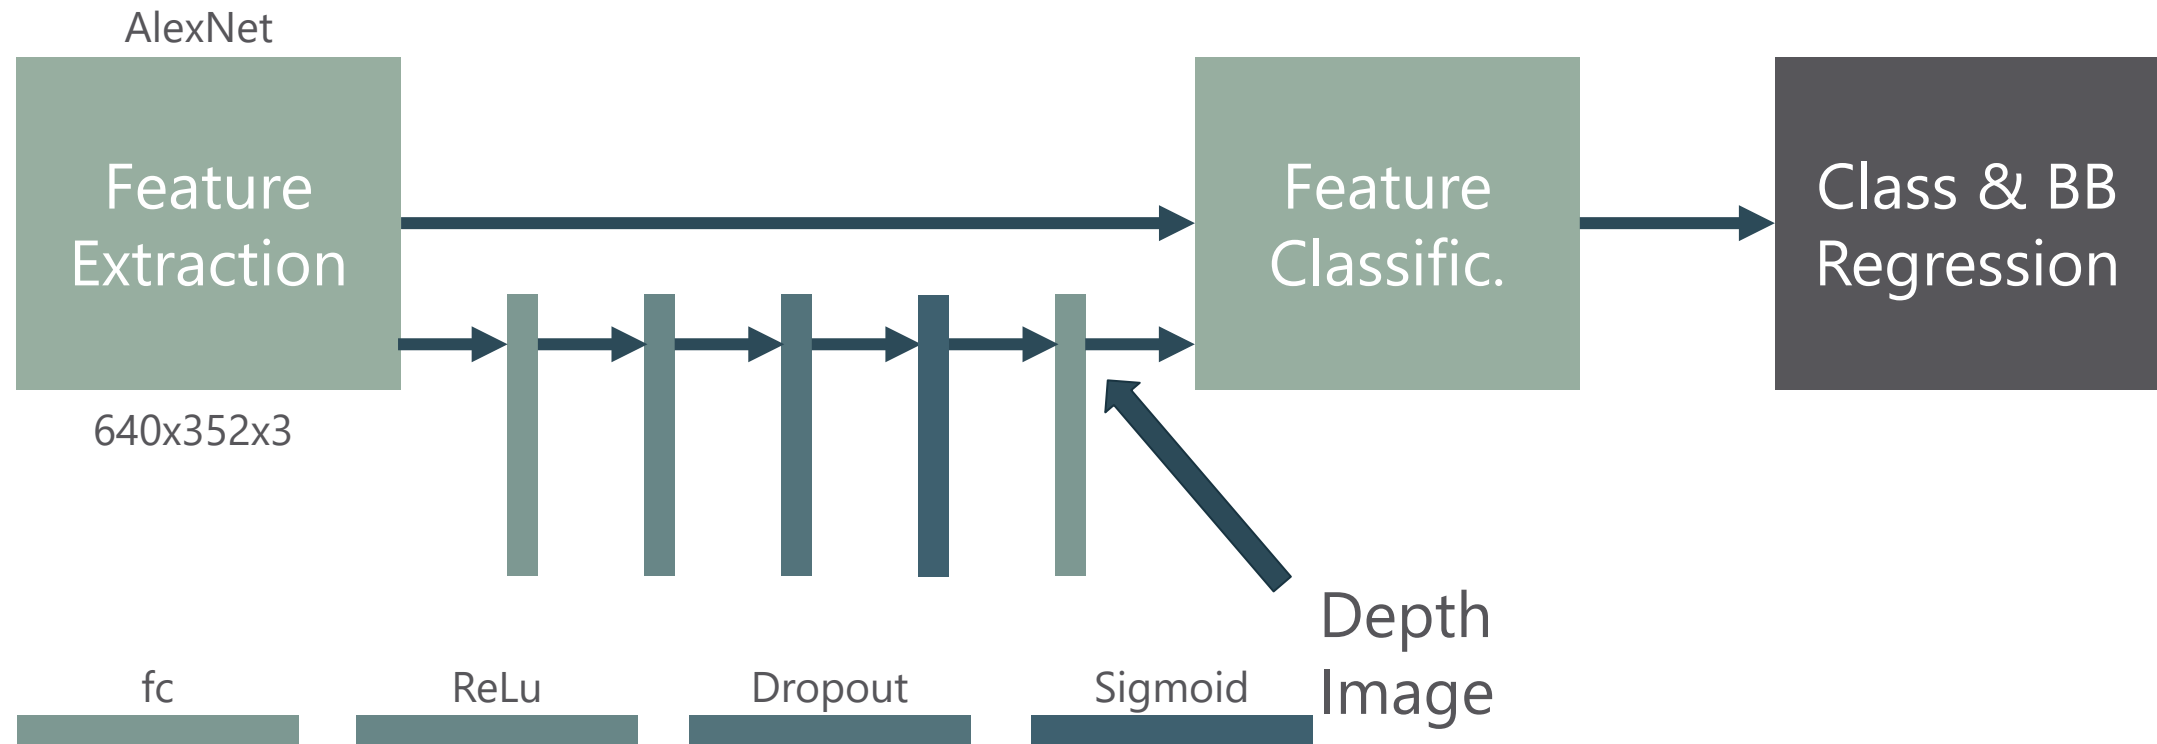 AlexNet
Feature
Extraction
640x352x3
Feature
Classific.
Class & BB
Regression
Depth
Image
fc
ReLu
Dropout
Sigmoid